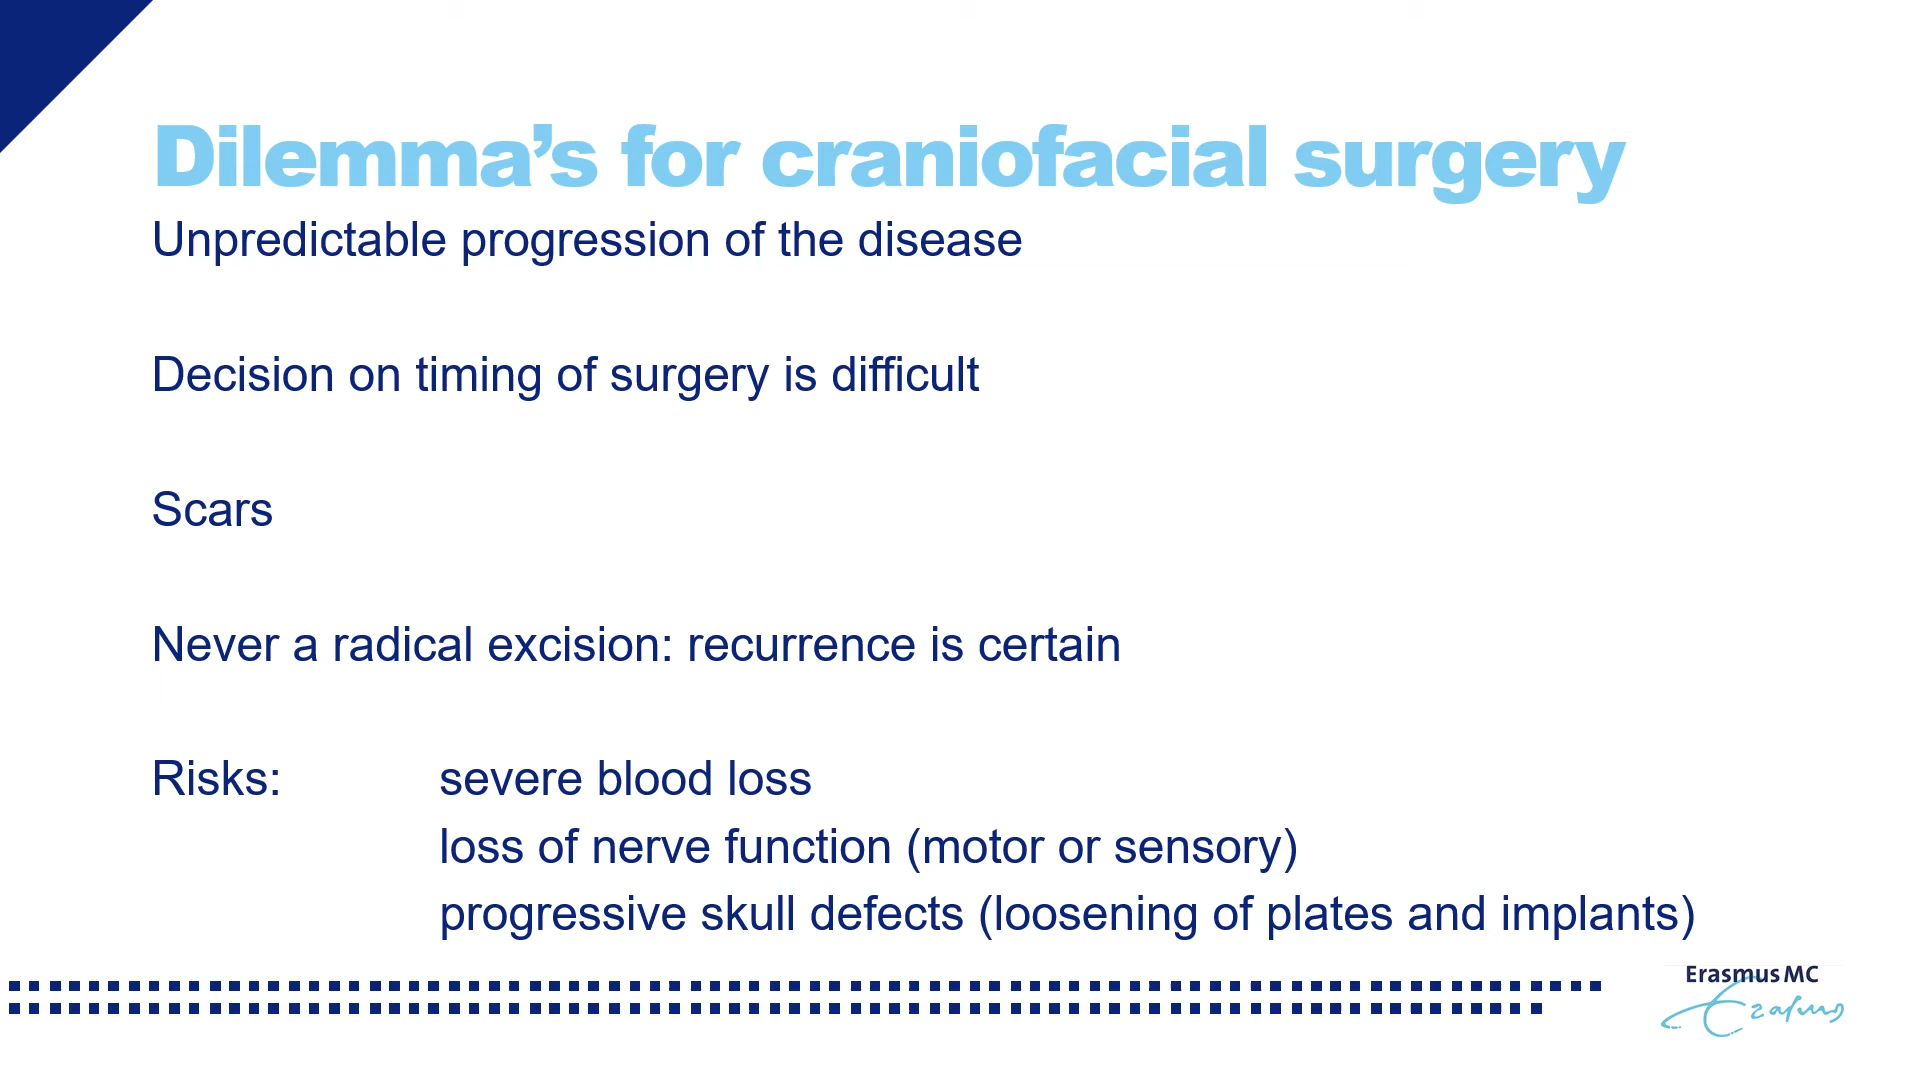 Dilemma’s for craniofacial surgery
Unpredictable progression of the disease
Decision on timing of surgery is difficult
Scars
Never a radical excision: recurrence is certain
Risks: severe blood loss
loss of nerve function (motor or sensory)
progressive skull defects (loosening of plates and implants)
Erasmus MC
Erasmus